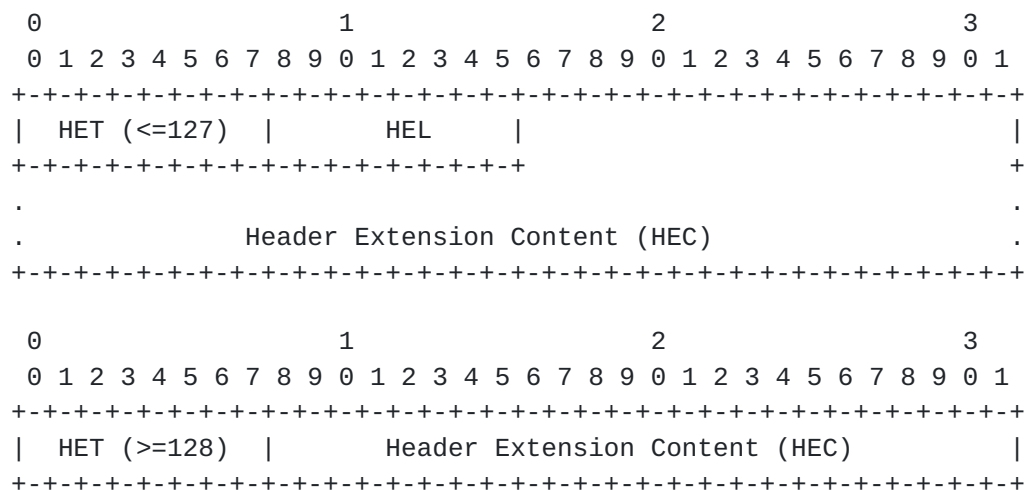 0                   1                   2                   3
 0 1 2 3 4 5 6 7 8 9 0 1 2 3 4 5 6 7 8 9 0 1 2 3 4 5 6 7 8 9 0 1
+-+-+-+-+-+-+-+-+-+-+-+-+-+-+-+-+-+-+-+-+-+-+-+-+-+-+-+-+-+-+-+-+
|  HET (<=127)  |       HEL     |                               |
+-+-+-+-+-+-+-+-+-+-+-+-+-+-+-+-+                               +
.                                                               .
.              Header Extension Content (HEC)                   .
+-+-+-+-+-+-+-+-+-+-+-+-+-+-+-+-+-+-+-+-+-+-+-+-+-+-+-+-+-+-+-+-+

 0                   1                   2                   3
 0 1 2 3 4 5 6 7 8 9 0 1 2 3 4 5 6 7 8 9 0 1 2 3 4 5 6 7 8 9 0 1
+-+-+-+-+-+-+-+-+-+-+-+-+-+-+-+-+-+-+-+-+-+-+-+-+-+-+-+-+-+-+-+-+
|  HET (>=128)  |       Header Extension Content (HEC)          |
+-+-+-+-+-+-+-+-+-+-+-+-+-+-+-+-+-+-+-+-+-+-+-+-+-+-+-+-+-+-+-+-+